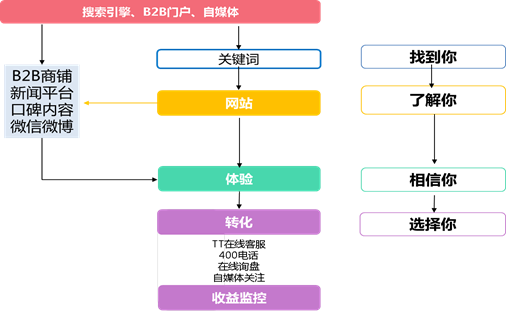 搜索引擎、B2B门户、自媒体
B2B商铺
新闻平台
口碑内容
微信微博
关键词
网站
体验
转化
TT在线客服
400电话
在线询盘
自媒体关注
收益监控
找到你
了解你
相信你
选择你